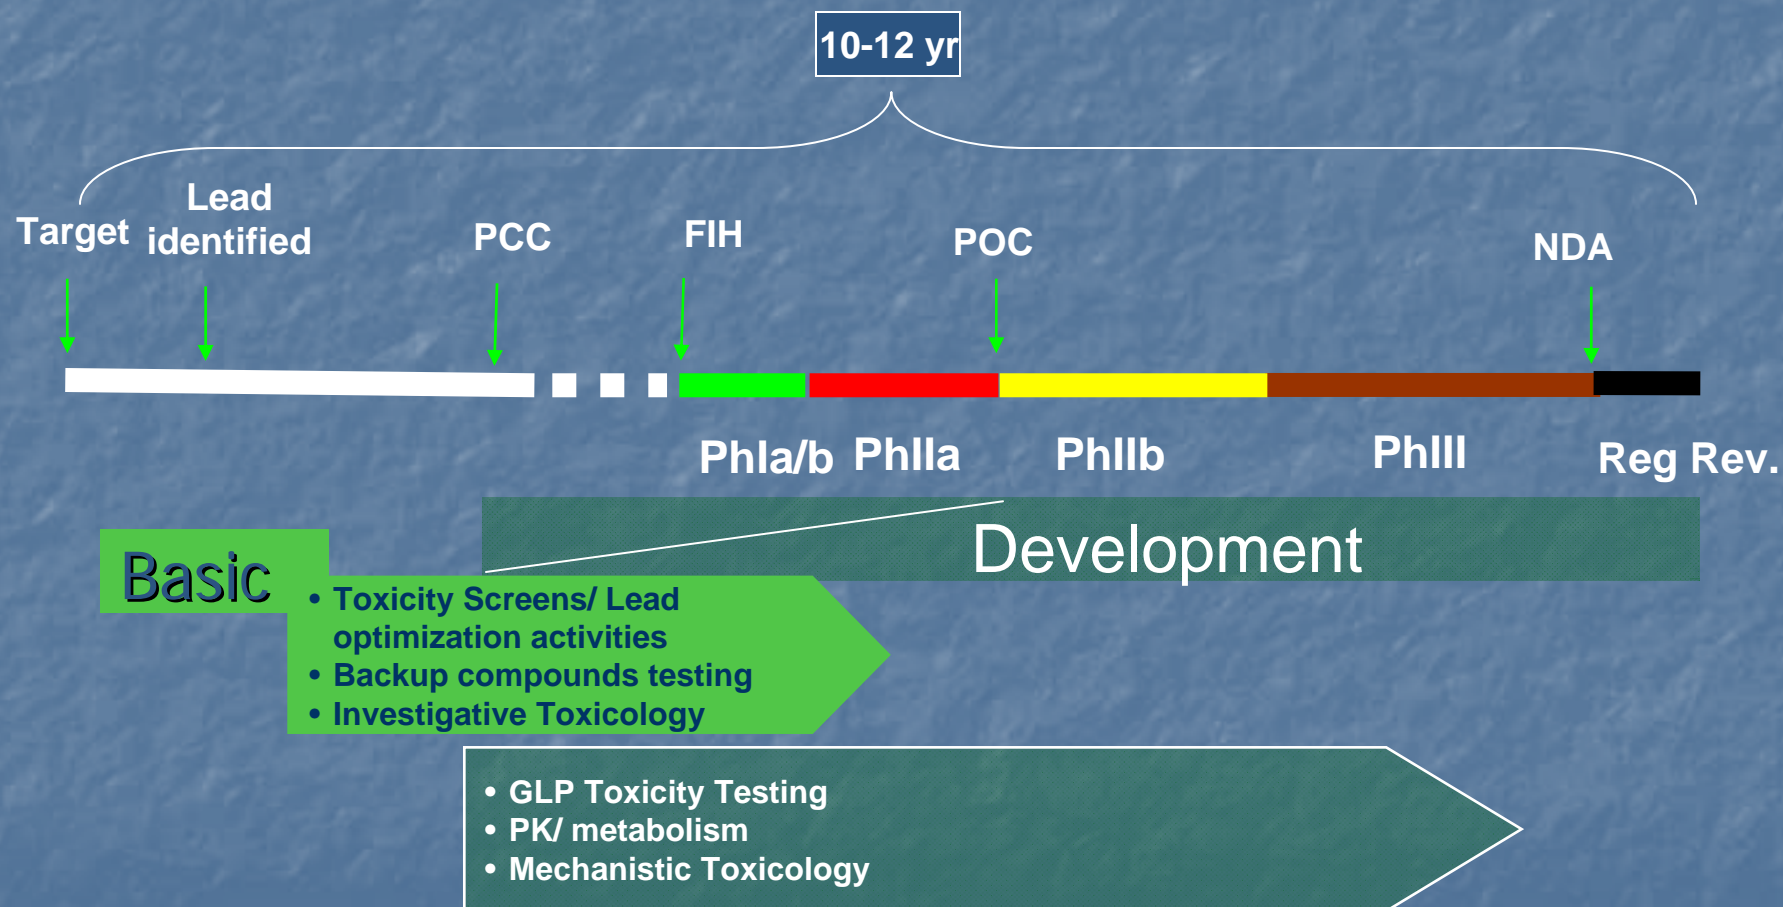 10-12 yr
Lead
Target identified
PCC
FIH
POC
NDA
PhIa/b PhIIa PhIIb PhIII Reg Rev.
Development
Basic
• Toxicity Screens/ Lead
optimization activities
• Backup compounds testing
• Investigative Toxicology
• GLP Toxicity Testing
• PK/ metabolism
• Mechanistic Toxicology